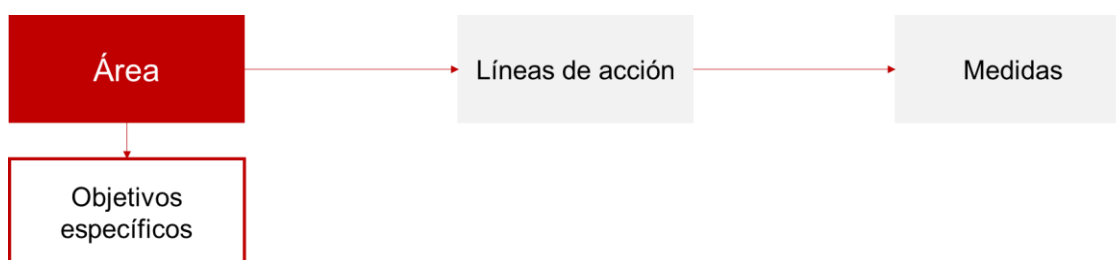 Área
Líneas de acción
Medidas
Objetivos
específicos